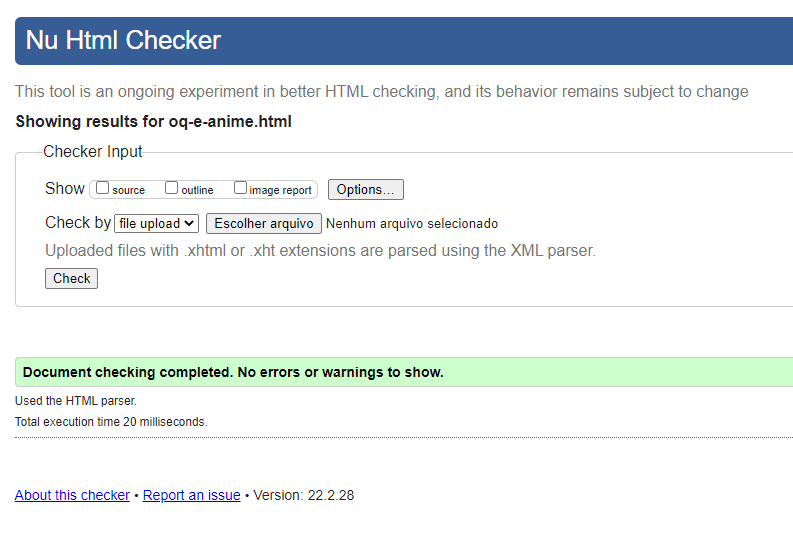 Nu Html Checker
This tool is an ongoing experiment in better HTML checking, and its behavior remains subject to change
Showing results for oq-e-anime.html
Checker Input
Show source outline image report Options...
Check by file upload Escolher arquivo Nenhum arquivo selecionado
Uploaded files with .xhtml or .xht extensions are parsed using the XML parser.
Check
Document checking completed. No errors or warnings to show.
Used the HTML parser.
Total execution time 20 milliseconds.
About this checker • Report an issue • Version: 22.2.28